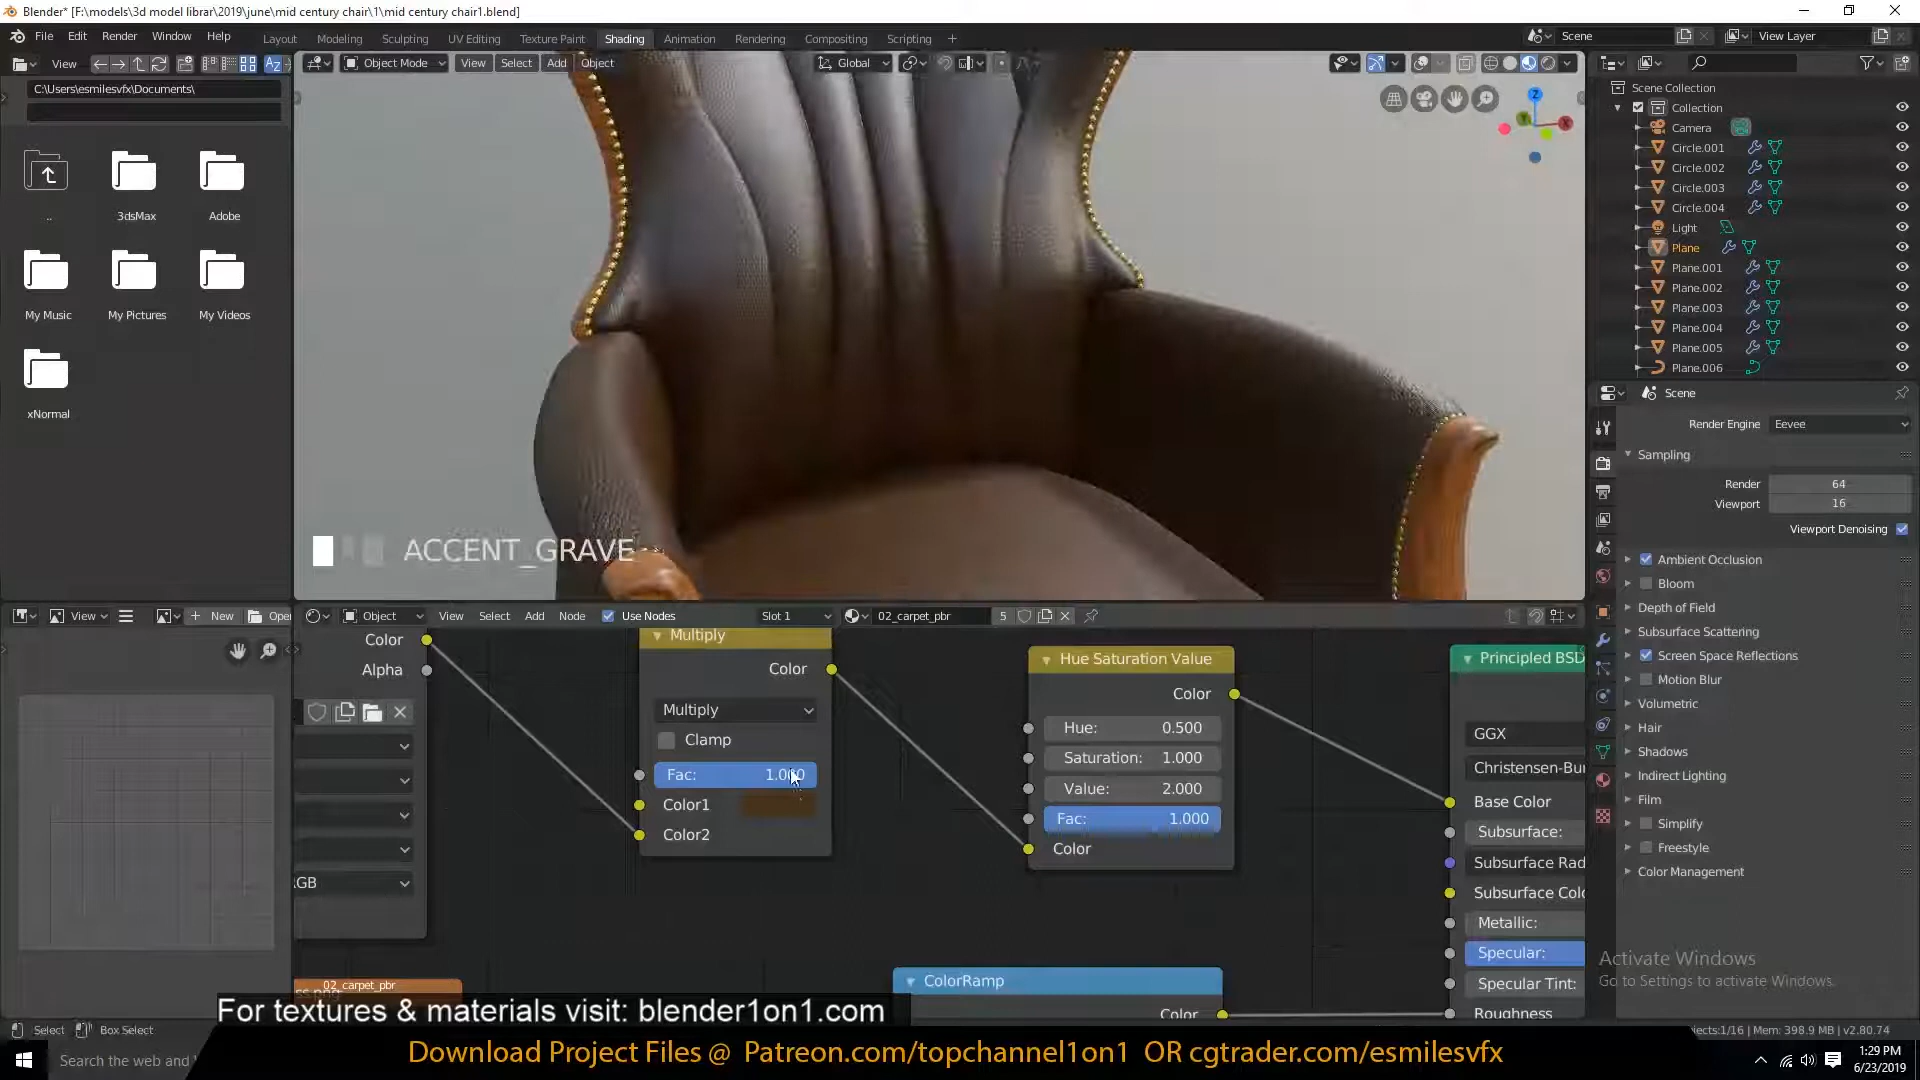 Blender* [F:\models\3d model librar\2019\june\mid century chair\1\mid century chair1.blend]
File Edit Render Window Help Layout Modeling Sculpting UV Editing Texture Paint Shading Animation Rendering Compositing Scripting + Scene View Layer
View Object Mode View Select Add Object Global
C:\Users\esmilesvfx\Documents\
.. 3dsMax Adobe
My Music My Pictures My Videos
xNormal
Z
Y
X
ACCENT_GRAVE
Scene Collection
Collection
Camera
Circle.001
Circle.002
Circle.003
Circle.004
Light
Plane
Plane.001
Plane.002
Plane.003
Plane.004
Plane.005
Plane.006
Scene
Render Engine Eevee
Sampling
Render 64
Viewport 16
Viewport Denoising
Ambient Occlusion
Bloom
Depth of Field
Subsurface Scattering
Screen Space Reflections
Motion Blur
Volumetric
Hair
Shadows
Indirect Lighting
Film
Simplify
Freestyle
Color Management
View New Open Object View Select Add Node Use Nodes Slot 1 02_carpet_pbr 5
Color
Alpha
Multiply
Color
Multiply
Clamp
Fac: 1.000
Color1
Color2
Hue Saturation Value
Color
Hue: 0.500
Saturation: 1.000
Value: 2.000
Fac: 1.000
Color
Principled BSD
GGX
Christensen-Bur
Base Color
Subsurface:
Subsurface Rad
Subsurface Colo
Metallic:
Specular:
Specular Tint:
Roughness
ColorRamp
Color
02_carpet_pbr
Activate Windows
Go to Settings to activate Windows.
For textures & materials visit: blender1on1.com
Select Box Select
jects:1/16 | Mem: 398.9 MB | v2.80.74
Download Project Files @ Patreon.com/topchannel1on1 OR cgtrader.com/esmilesvfx
Search the web and
1:29 PM
6/23/2019